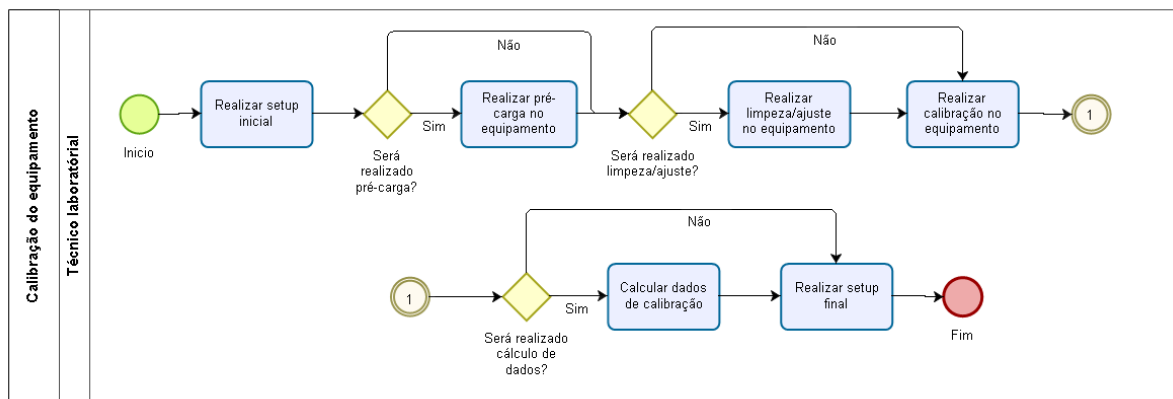 Calibração do equipamento
Técnico laboratórial
Não
Não
Realizar setup
inicial
Realizar pré-
carga no
equipamento
Realizar
limpeza/ajuste
no equipamento
Realizar
calibração no
equipamento
1
Sim
Sim
Inicio
Será
realizado
pré-carga?
Será realizado
limpeza/ajuste?
Não
1
Calcular dados
de calibração
Realizar setup
final
Sim
Será realizado
cálculo de
dados?
Fim